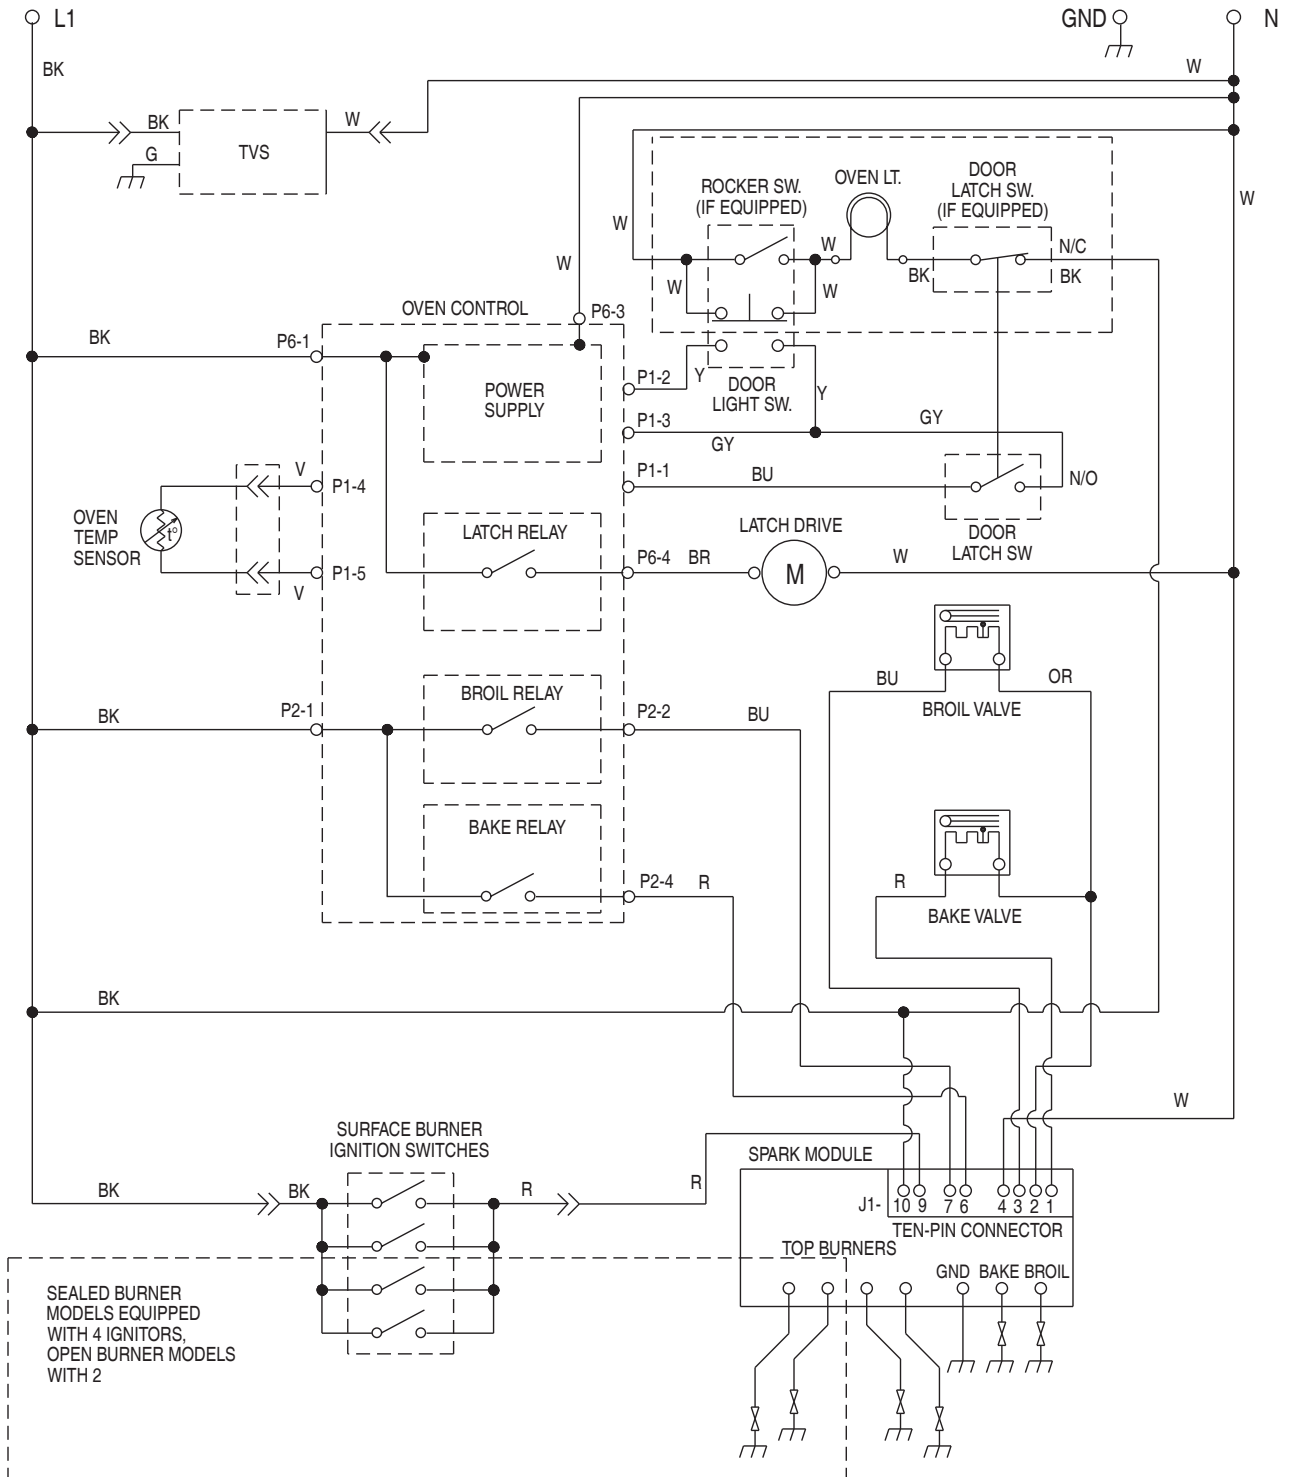 L1
GND
N
BK
W
BK
W
G
TVS
W
ROCKER SW.
(IF EQUIPPED)
OVEN LT.
DOOR
LATCH SW.
(IF EQUIPPED)
W
W
N/C
BK
BK
W
W
W
OVEN CONTROL
P6-3
BK
P6-1
POWER
SUPPLY
P1-2
Y
DOOR
LIGHT SW.
Y
P1-3
GY
GY
P1-1
BU
N/O
DOOR
LATCH SW
V
P1-4
OVEN
TEMP
SENSOR
t°
P1-5
V
LATCH RELAY
P6-4
BR
LATCH DRIVE
M
W
BU
OR
BROIL VALVE
BROIL RELAY
BK
P2-1
P2-2
BU
BAKE RELAY
P2-4
R
R
BAKE VALVE
BK
W
SURFACE BURNER
IGNITION SWITCHES
BK
BK
R
R
SPARK MODULE
J1-
10 9 7 6 4 3 2 1
TEN-PIN CONNECTOR
TOP BURNERS
GND BAKE BROIL
SEALED BURNER
MODELS EQUIPPED
WITH 4 IGNITORS,
OPEN BURNER MODELS
WITH 2